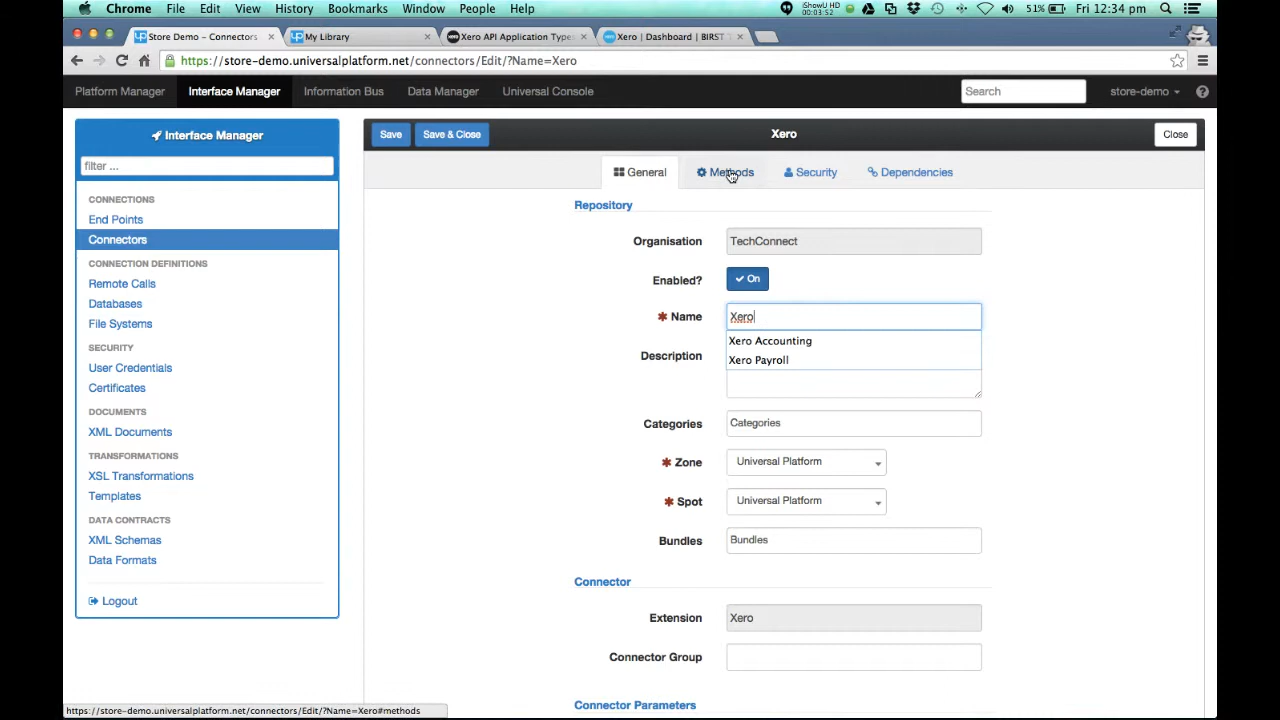 Chrome File Edit View History Bookmarks Window People Help iShowU HD 00:03:52 51% Fri 12:34 pm
Store Demo – Connectors × My Library × Xero API Application Types × Xero | Dashboard | BIRST ×
https://store-demo.universalplatform.net/connectors/Edit/?Name=Xero
Platform Manager Interface Manager Information Bus Data Manager Universal Console Search store-demo
Interface Manager
filter ...
CONNECTIONS
End Points
Connectors
CONNECTION DEFINITIONS
Remote Calls
Databases
File Systems
SECURITY
User Credentials
Certificates
DOCUMENTS
XML Documents
TRANSFORMATIONS
XSL Transformations
Templates
DATA CONTRACTS
XML Schemas
Data Formats
Logout
Save Save & Close Xero Close
General Methods Security Dependencies
Repository
Organisation TechConnect
Enabled? On
* Name Xero
Xero Accounting
Xero Payroll
Description
Categories Categories
* Zone Universal Platform
* Spot Universal Platform
Bundles Bundles
Connector
Extension Xero
Connector Group
Connector Parameters
https://store-demo.universalplatform.net/connectors/Edit/?Name=Xero#methods